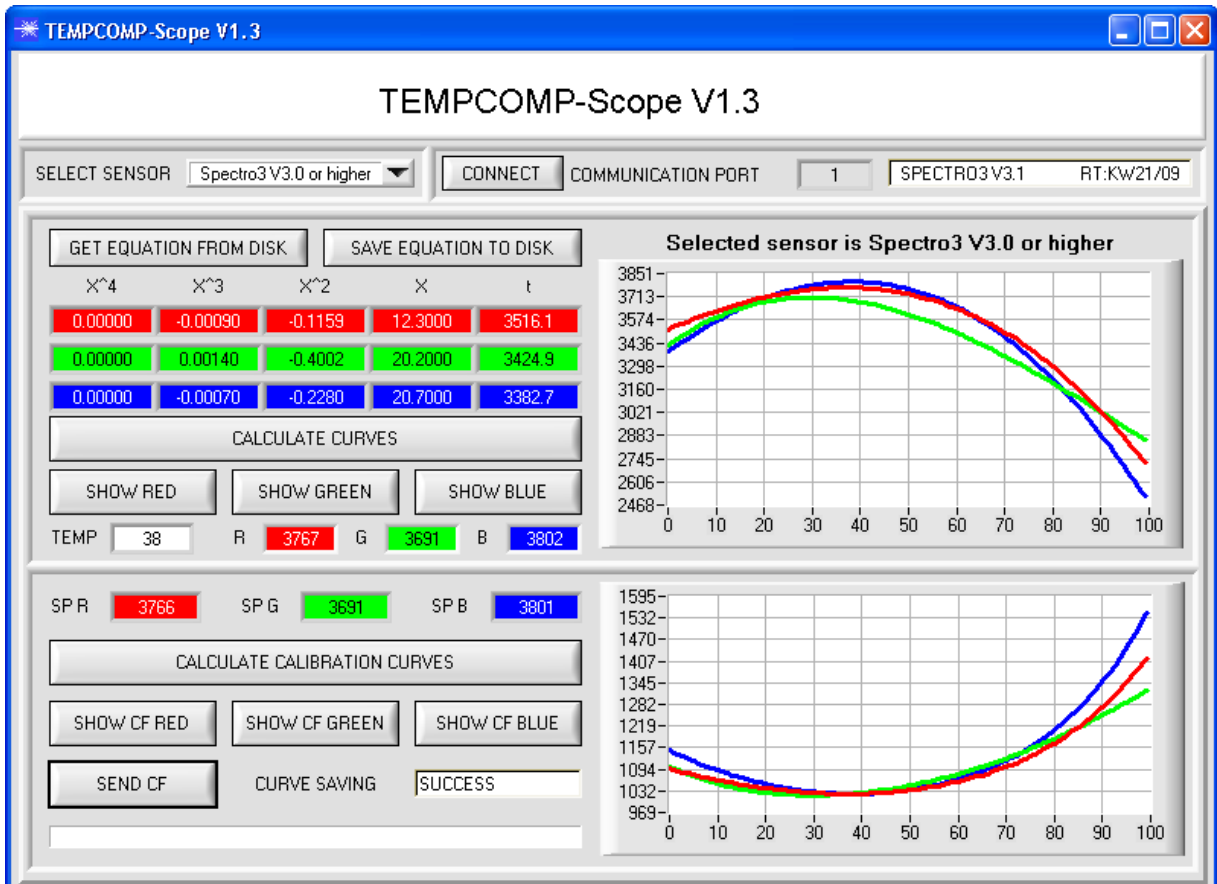 TEMPCOMP-Scope V1.3
TEMPCOMP-Scope V1.3
SELECT SENSOR Spectro3 V3.0 or higher CONNECT COMMUNICATION PORT 1 SPECTRO3 V3.1 RT:KW21/09
GET EQUATION FROM DISK SAVE EQUATION TO DISK
X^4 X^3 X^2 X t
0.00000 -0.00090 -0.1159 12.3000 3516.1
0.00000 0.00140 -0.4002 20.2000 3424.9
0.00000 -0.00070 -0.2280 20.7000 3382.7
CALCULATE CURVES
SHOW RED SHOW GREEN SHOW BLUE
TEMP 38 R 3767 G 3691 B 3802
Selected sensor is Spectro3 V3.0 or higher
3851
3713
3574
3436
3298
3160
3021
2883
2745
2606
2468
0 10 20 30 40 50 60 70 80 90 100
SP R 3766 SP G 3691 SP B 3801
CALCULATE CALIBRATION CURVES
SHOW CF RED SHOW CF GREEN SHOW CF BLUE
SEND CF CURVE SAVING SUCCESS
1595
1532
1470
1407
1345
1282
1219
1157
1094
1032
969
0 10 20 30 40 50 60 70 80 90 100